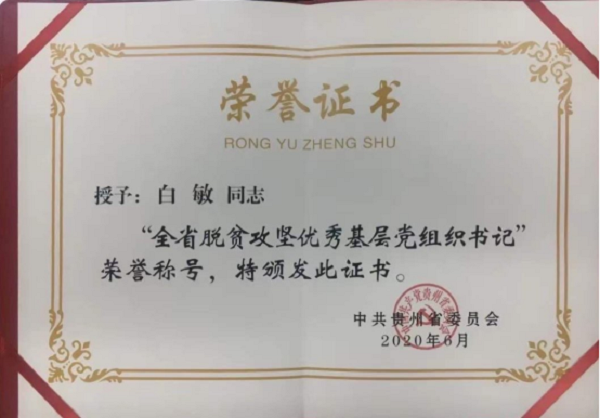 荣誉证书
RONG YU ZHENG SHU
授予：白 敏 同志
“全省脱贫攻坚优秀基层党组织书记”
荣誉称号，特颁发此证书。
中共贵州省委员会
2020年6月